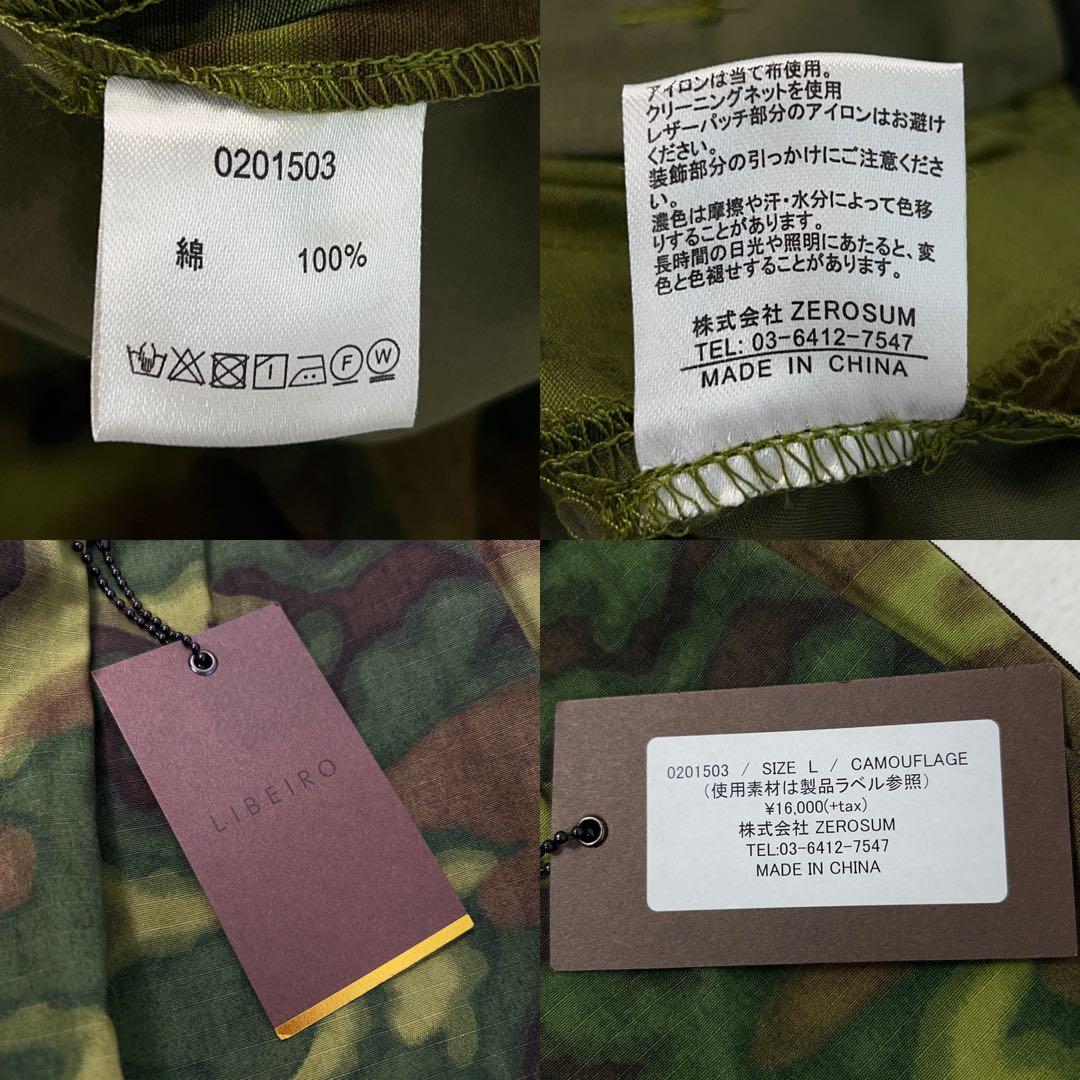 0201503
綿 100%
F W
アイロンは当て布使用。
クリーニングネットを使用
レザーパッチ部分のアイロンはお避け
ください。
装飾部分の引っかけにご注意くださ
い。
濃色は摩擦や汗・水分によって色移
りすることがあります。
長時間の日光や照明にあたると、変
色と色褪せすることがあります。
株式会社 ZEROSUM
TEL: 03-6412-7547
MADE IN CHINA
LIBEIRO
0201503 / SIZE L / CAMOUFLAGE
(使用素材は製品ラベル参照)
¥16,000(+tax)
株式会社 ZEROSUM
TEL:03-6412-7547
MADE IN CHINA